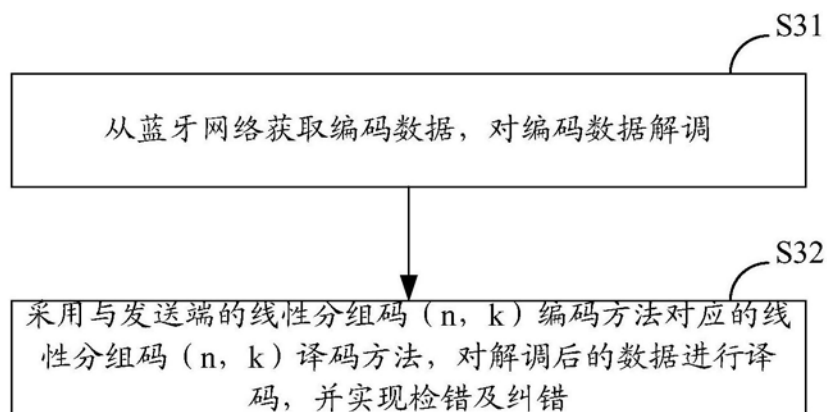 S31
从蓝牙网络获取编码数据，对编码数据解调
S32
采用与发送端的线性分组码（n，k）编码方法对应的线
性分组码（n，k）译码方法，对解调后的数据进行译
码，并实现检错及纠错